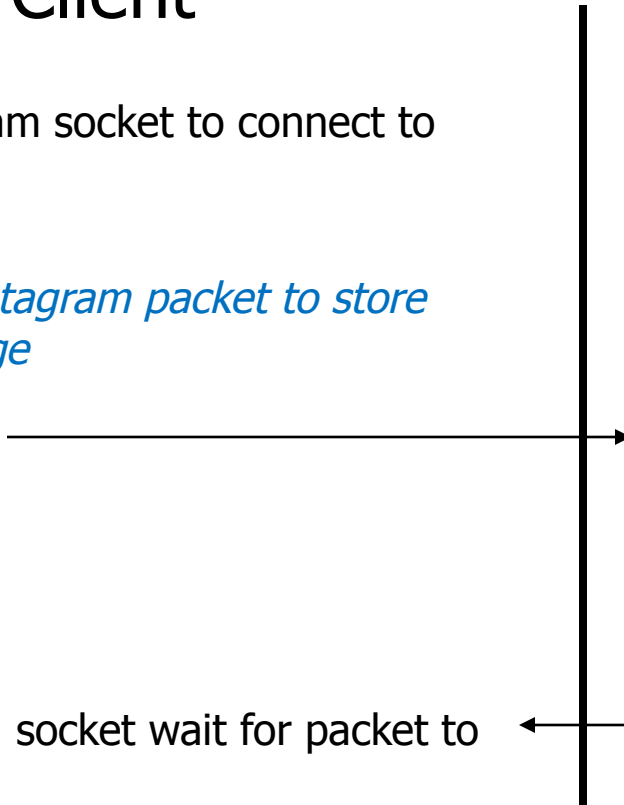 Client
am socket to connect to
tagram packet to store
ge
socket wait for packet to